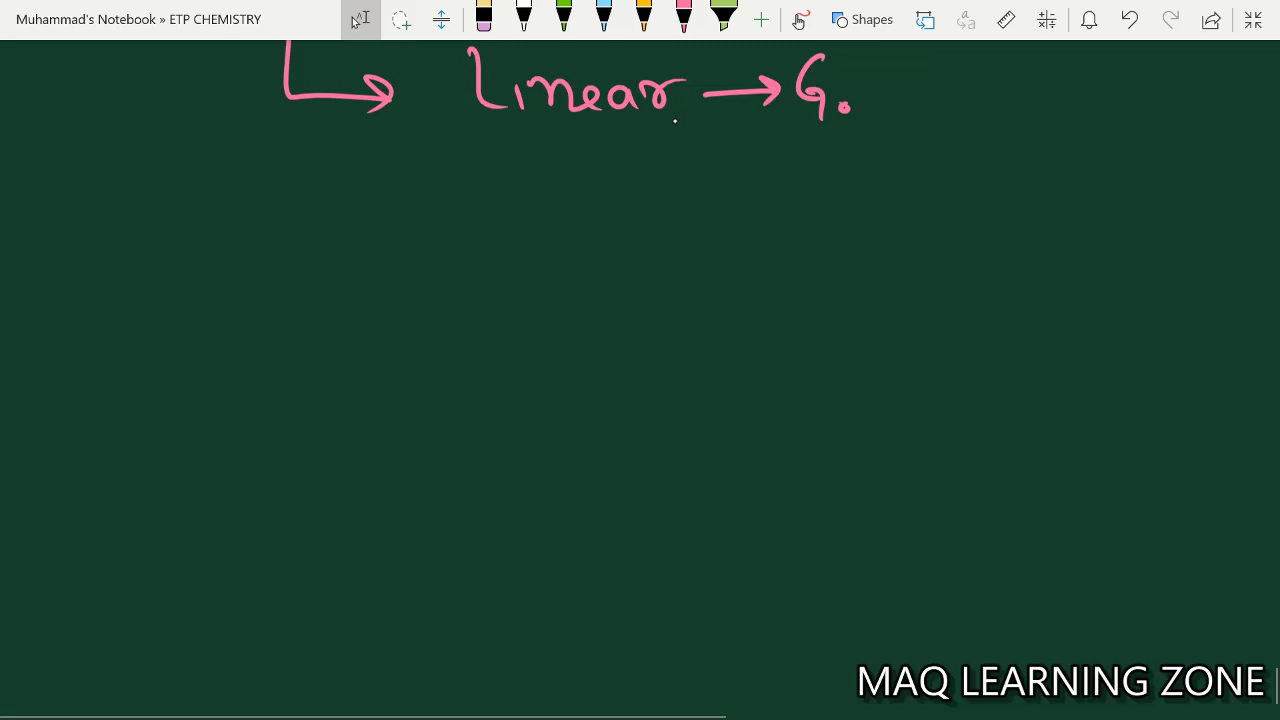 Muhammad's Notebook » ETP CHEMISTRY
Shapes
Linear → G.
MAQ LEARNING ZONE